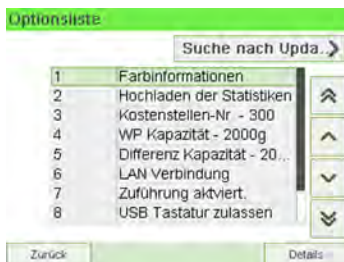 Optionsliste
Suche nach Upda..
1 Farbinformationen
2 Hochladen der Statistiken
3 Kostenstellen-Nr - 300
4 WP Kapazität - 2000g
5 Differenz Kapazität - 20...
6 LAN Verbindung
7 Zuführung aktviert.
8 USB Tastatur zulassen
Zurück
Details